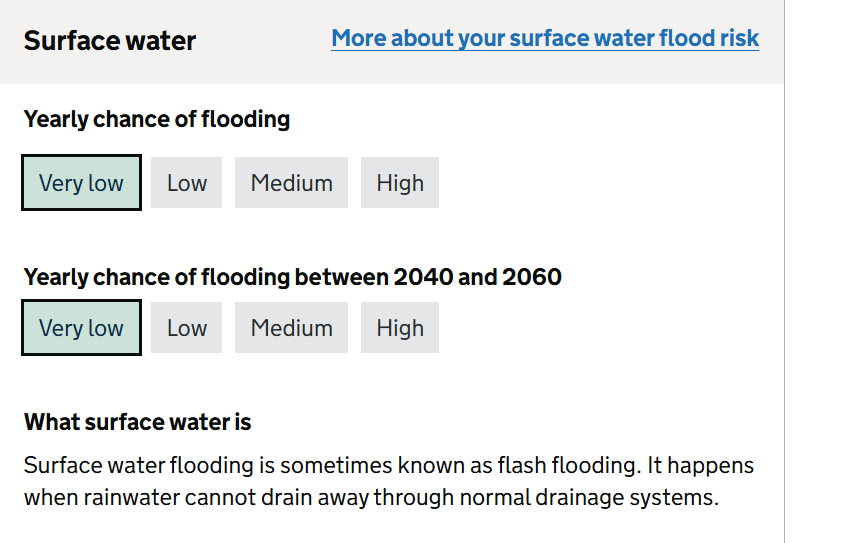 Surface water
More about your surface water flood risk
Yearly chance of flooding
Very low Low Medium High
Yearly chance of flooding between 2040 and 2060
Very low Low Medium High
What surface water is
Surface water flooding is sometimes known as flash flooding. It happens
when rainwater cannot drain away through normal drainage systems.